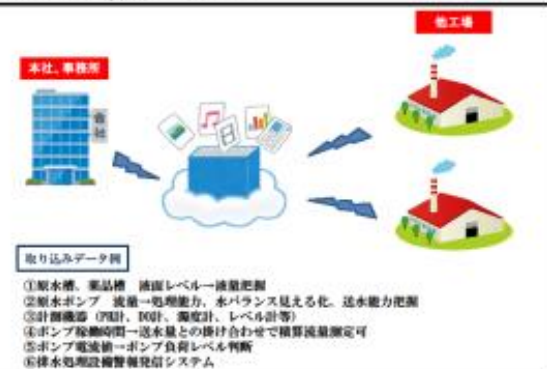 他工場
本社、事務所
会社
取り込みデータ例
①原水槽、薬品槽 液面レベル→液量把握
②原水ポンプ 流量→処理能力、水バランス見える化、送水能力把握
③計測機器（PH計、DO計、濁度計、レベル計等）
④ポンプ稼働時間→送水量との掛け合わせで積算流量測定可
⑤ポンプ電流値→ポンプ負荷レベル判断
⑥排水処理設備警報発信システム